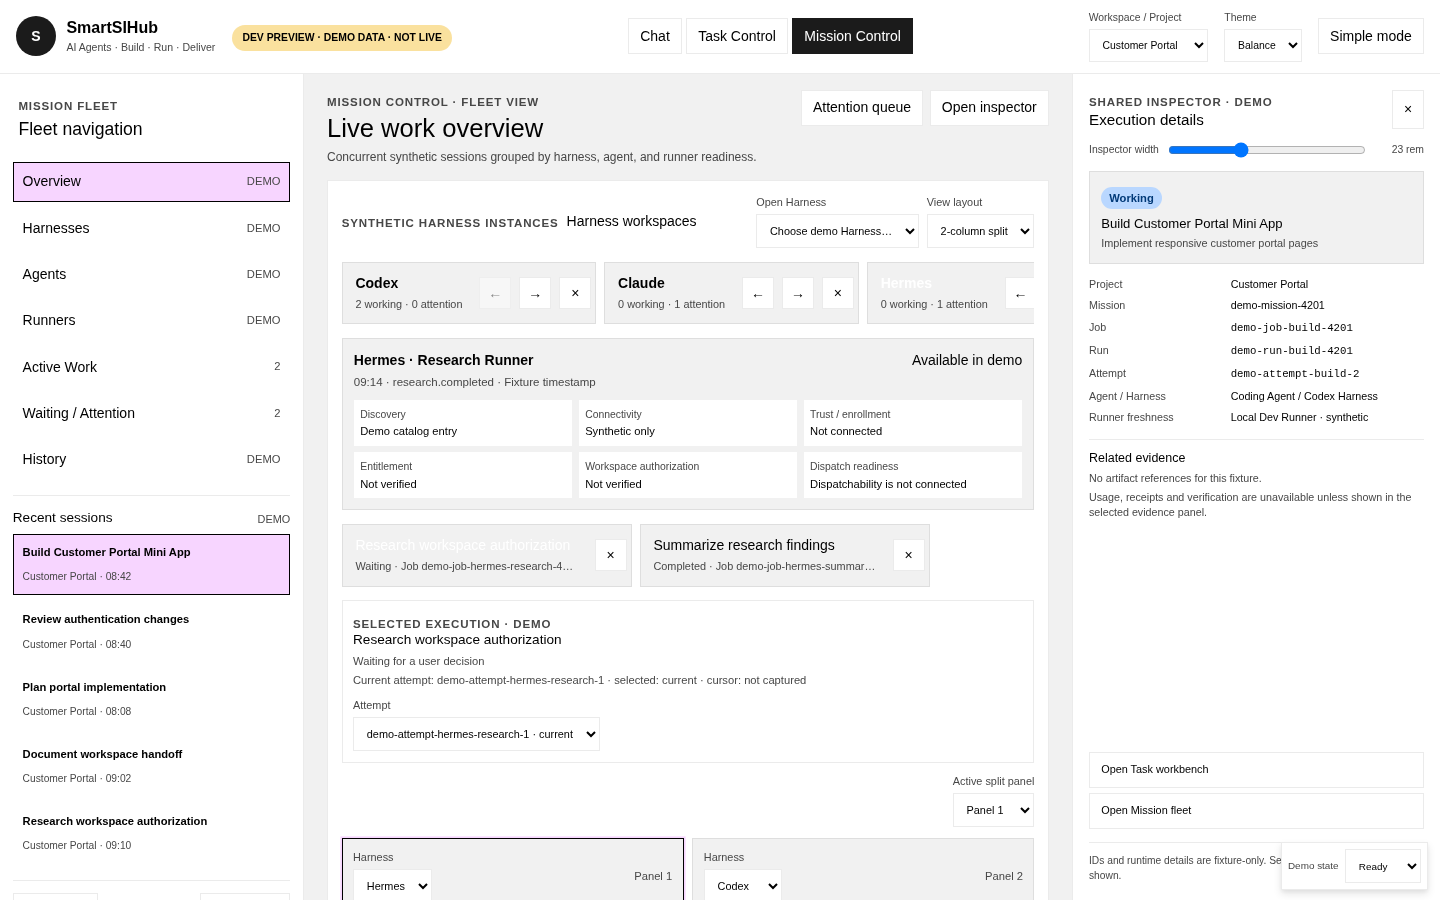 S
SmartSIHub
AI Agents · Build · Run · Deliver
DEV PREVIEW · DEMO DATA · NOT LIVE
Chat
Task Control
Mission Control
Workspace / Project
Customer Portal
Theme
Balance
Simple mode
MISSION FLEET
Fleet navigation
Overview DEMO
Harnesses DEMO
Agents DEMO
Runners DEMO
Active Work 2
Waiting / Attention 2
History DEMO
Recent sessions DEMO
Build Customer Portal Mini App
Customer Portal · 08:42
Review authentication changes
Customer Portal · 08:40
Plan portal implementation
Customer Portal · 08:08
Document workspace handoff
Customer Portal · 09:02
Research workspace authorization
Customer Portal · 09:10
MISSION CONTROL · FLEET VIEW
Live work overview
Concurrent synthetic sessions grouped by harness, agent, and runner readiness.
Attention queue
Open inspector
SYNTHETIC HARNESS INSTANCES Harness workspaces
Open Harness
Choose demo Harness...
View layout
2-column split
Codex
2 working · 0 attention
← → ×
Claude
0 working · 1 attention
← → ×
Hermes
0 working · 1 attention
←
Hermes · Research Runner Available in demo
09:14 · research.completed · Fixture timestamp
Discovery
Demo catalog entry
Connectivity
Synthetic only
Trust / enrollment
Not connected
Entitlement
Not verified
Workspace authorization
Not verified
Dispatch readiness
Dispatchability is not connected
Research workspace authorization
Waiting · Job demo-job-hermes-research-4...
×
Summarize research findings
Completed · Job demo-job-hermes-summar...
×
SELECTED EXECUTION · DEMO
Research workspace authorization
Waiting for a user decision
Current attempt: demo-attempt-hermes-research-1 · selected: current · cursor: not captured
Attempt
demo-attempt-hermes-research-1 · current
Active split panel
Panel 1
Harness
Hermes
Panel 1
Harness
Codex
Panel 2
SHARED INSPECTOR · DEMO
Execution details
×
Inspector width 23 rem
Working
Build Customer Portal Mini App
Implement responsive customer portal pages
Project Customer Portal
Mission demo-mission-4201
Job demo-job-build-4201
Run demo-run-build-4201
Attempt demo-attempt-build-2
Agent / Harness Coding Agent / Codex Harness
Runner freshness Local Dev Runner · synthetic
Related evidence
No artifact references for this fixture.
Usage, receipts and verification are unavailable unless shown in the
selected evidence panel.
Open Task workbench
Open Mission fleet
IDs and runtime details are fixture-only. Se
shown.
Demo state Ready